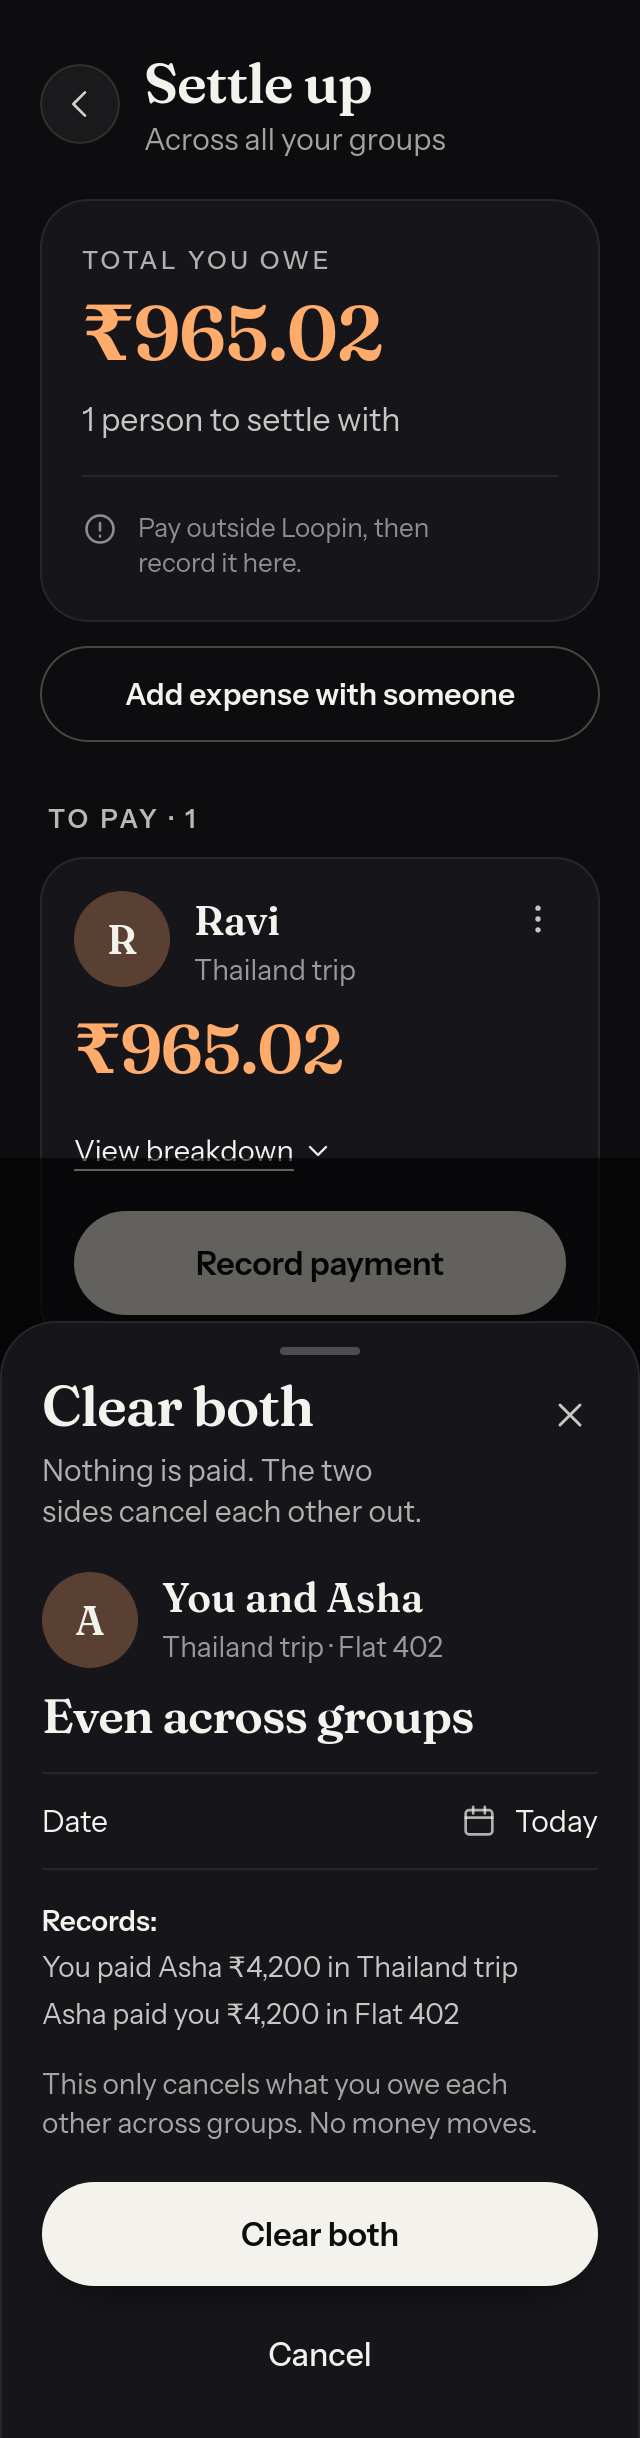 Settle up
Across all your groups
TOTAL YOU OWE
₹965.02
1 person to settle with
Pay outside Loopin, then
record it here.
Add expense with someone
TO PAY · 1
R
Ravi
Thailand trip
₹965.02
View breakdown
Record payment
Clear both
Nothing is paid. The two
sides cancel each other out.
A
You and Asha
Thailand trip · Flat 402
Even across groups
Date
Today
Records:
You paid Asha ₹4,200 in Thailand trip
Asha paid you ₹4,200 in Flat 402
This only cancels what you owe each
other across groups. No money moves.
Clear both
Cancel